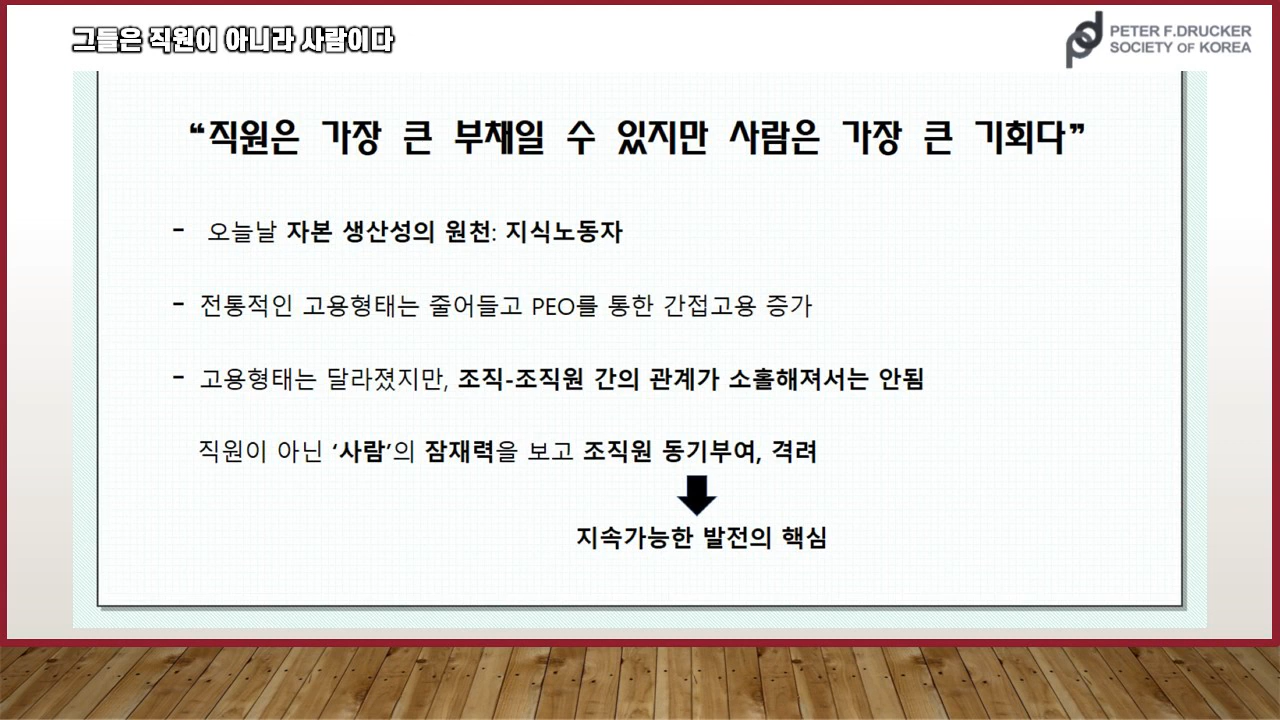 그들은 직원이 아니라 사람이다
PETER F.DRUCKER
SOCIETY OF KOREA
“직원은 가장 큰 부채일 수 있지만 사람은 가장 큰 기회다”
- 오늘날 자본 생산성의 원천: 지식노동자
- 전통적인 고용형태는 줄어들고 PEO를 통한 간접고용 증가
- 고용형태는 달라졌지만, 조직-조직원 간의 관계가 소홀해져서는 안됨
직원이 아닌 ‘사람’의 잠재력을 보고 조직원 동기부여, 격려
지속가능한 발전의 핵심